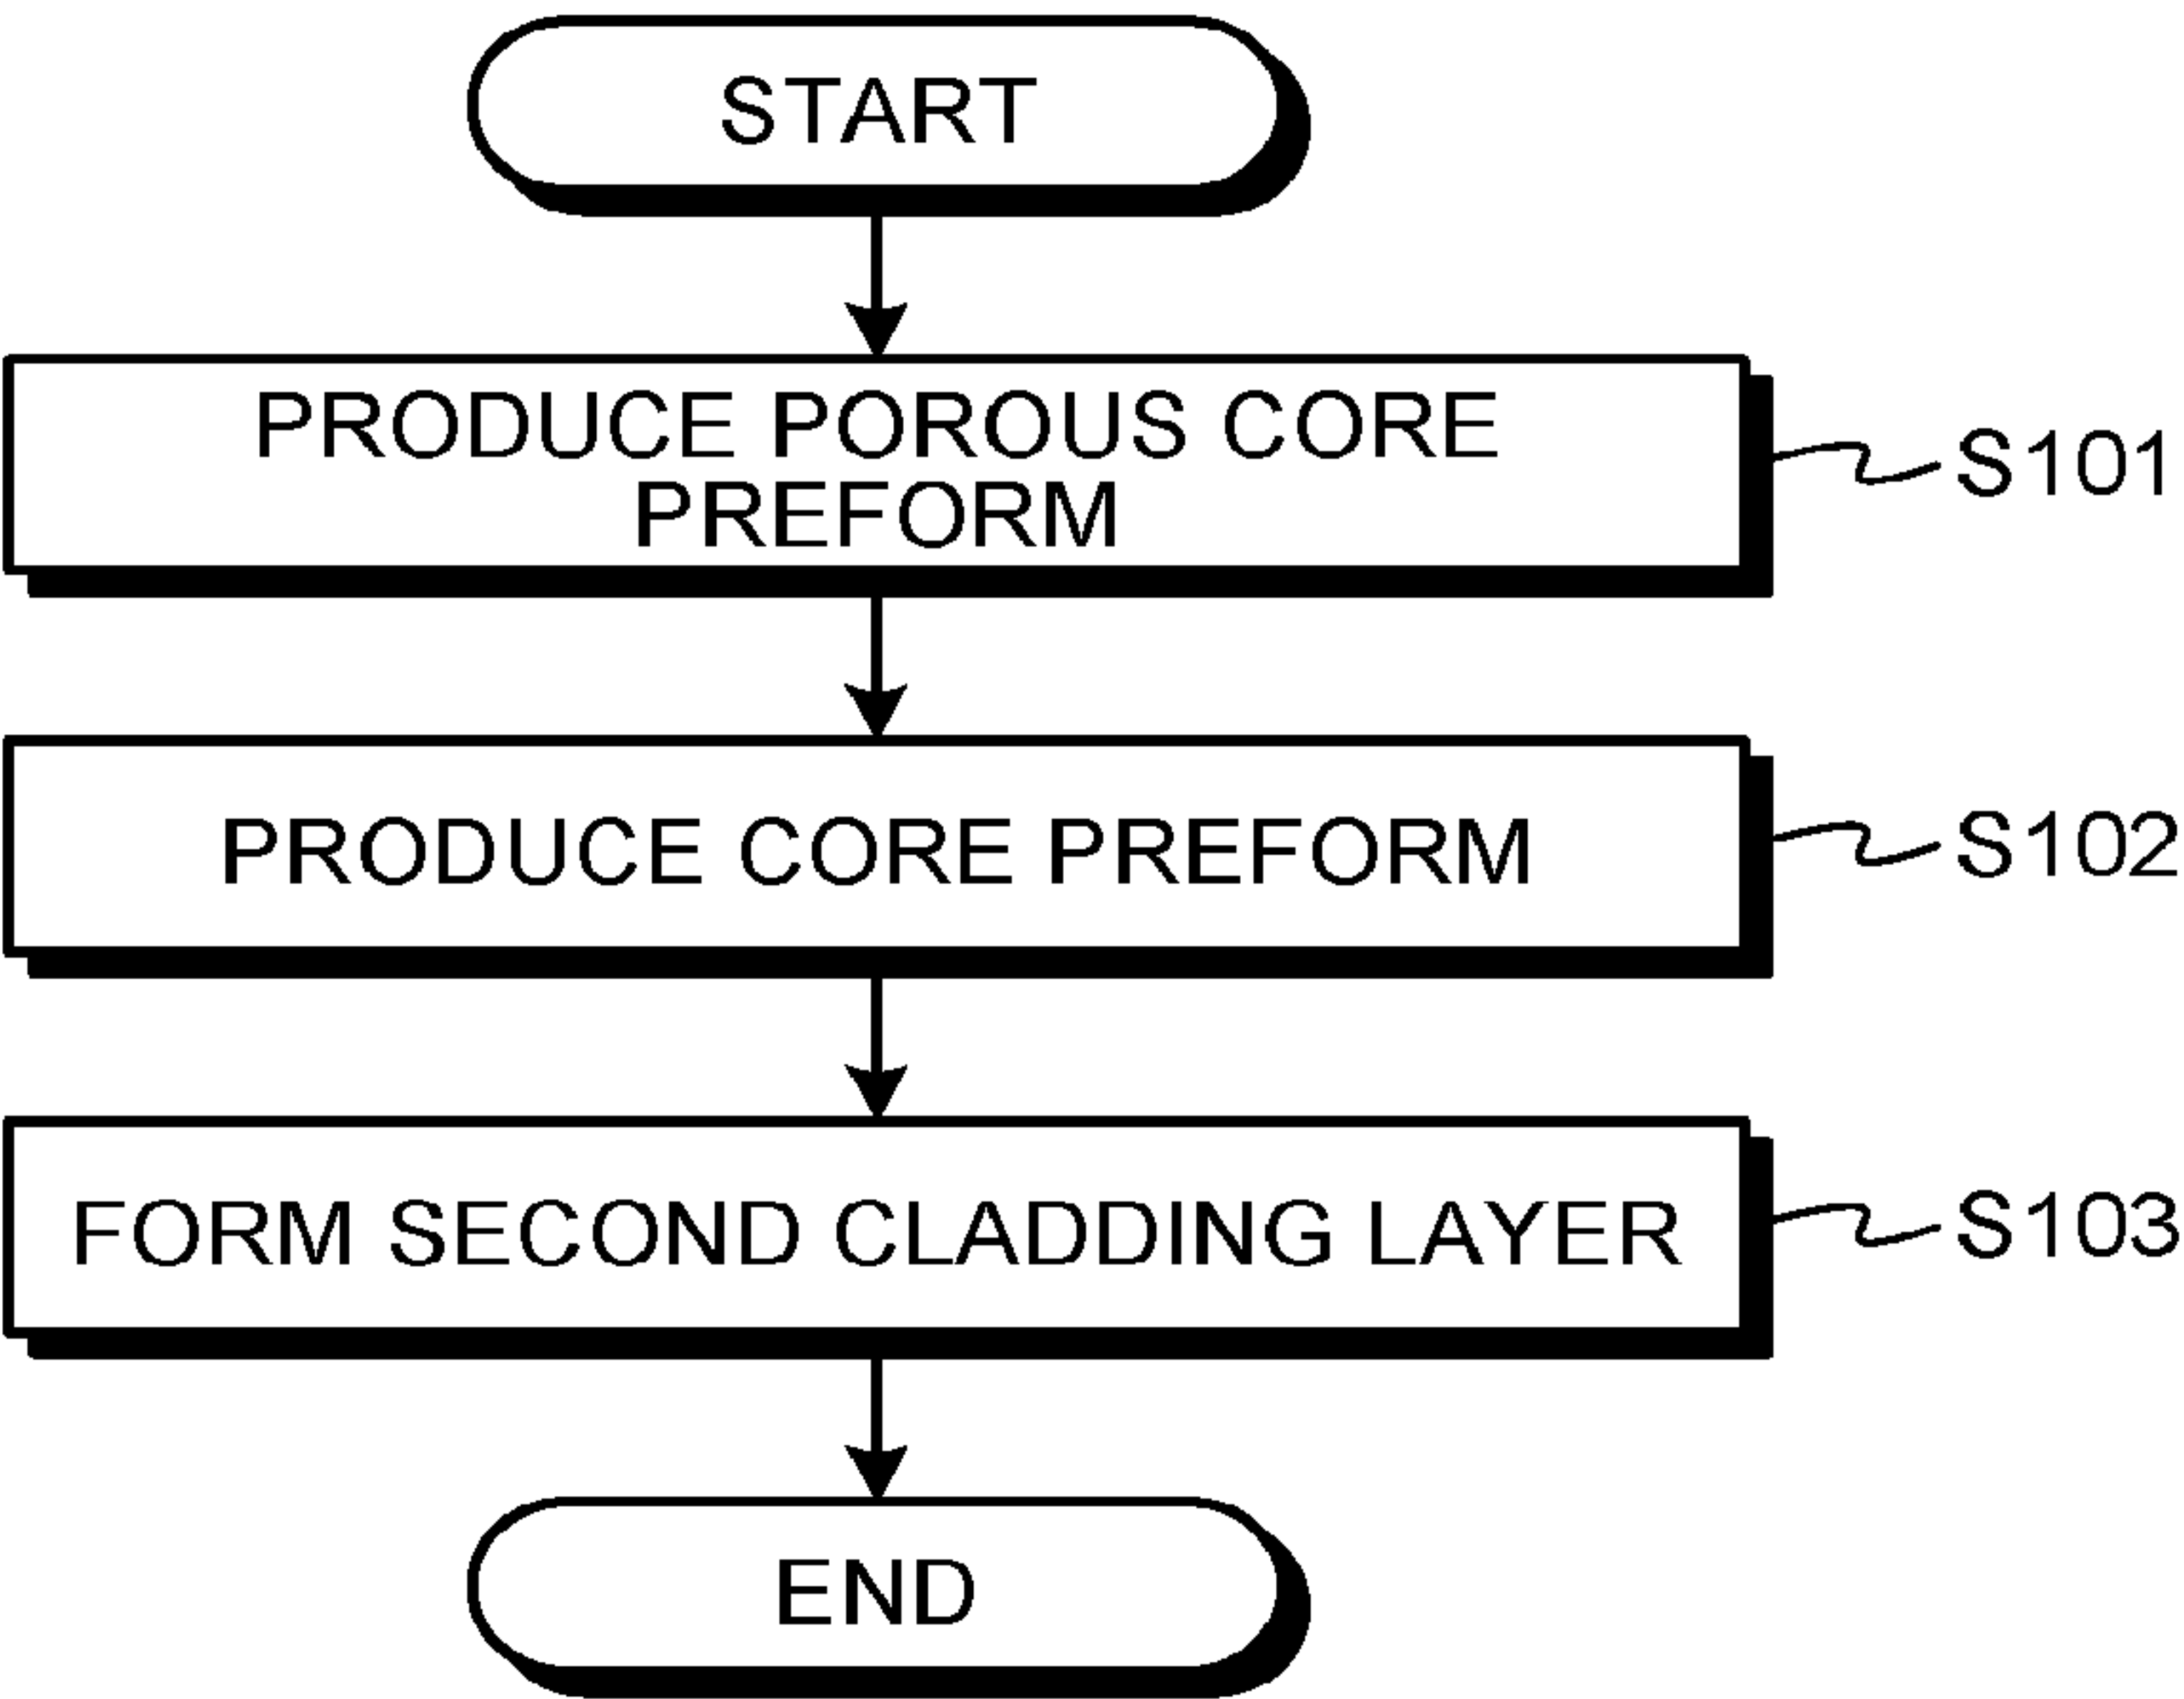 START
PRODUCE POROUS CORE
PREFORM
S101
PRODUCE CORE PREFORM
S102
FORM SECOND CLADDING LAYER
S103
END